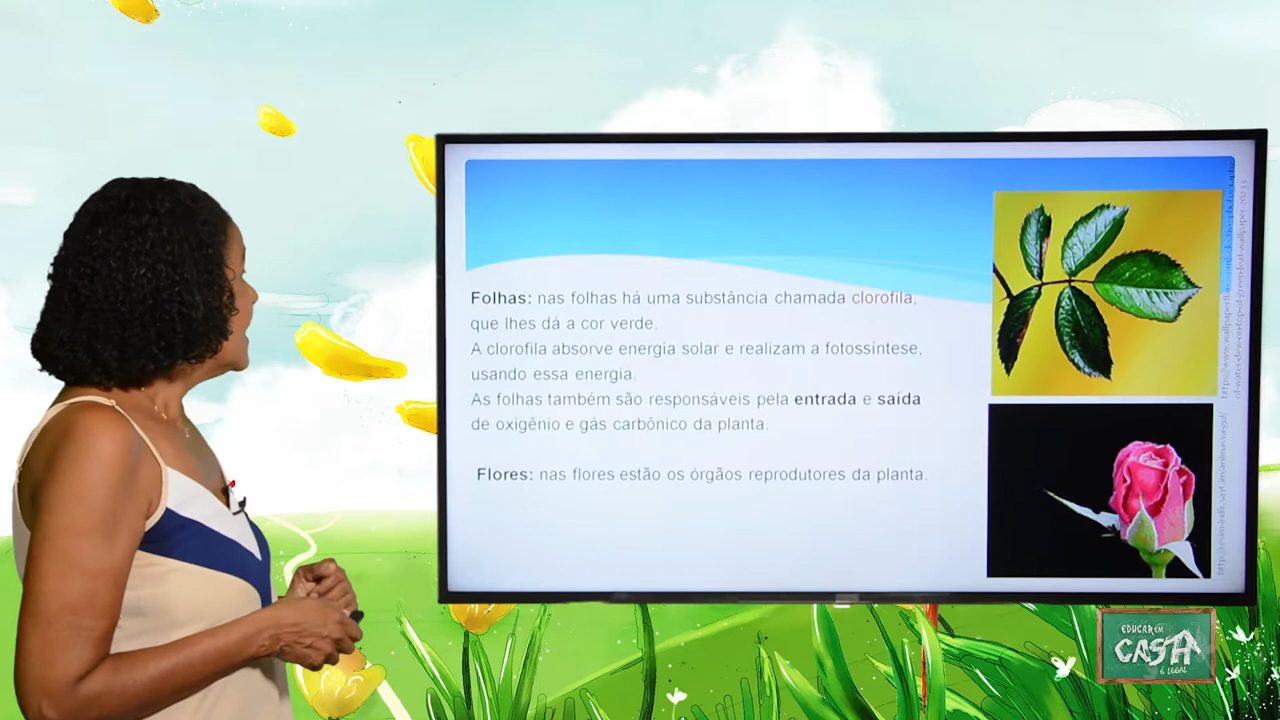 Folhas: nas folhas há uma substância chamada clorofila,
que lhes dá a cor verde.
A clorofila absorve energia solar e realizam a fotossíntese,
usando essa energia.
As folhas também são responsáveis pela entrada e saída
de oxigênio e gás carbônico da planta.
Flores: nas flores estão os órgãos reprodutores da planta.
EDUCAR EM
CASA
É LEGAL